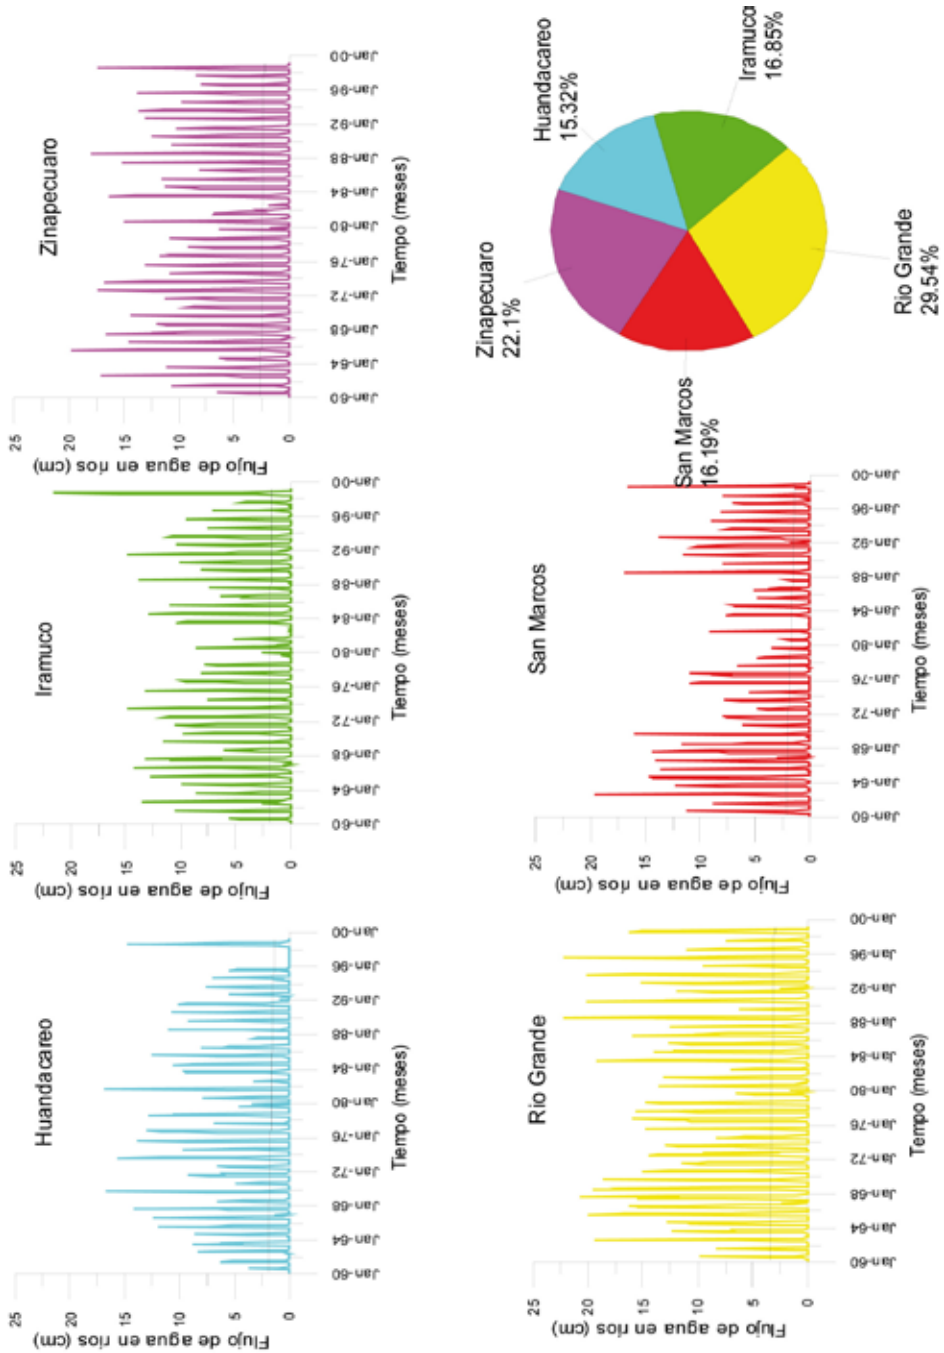 Huandacareo
Flujo de agua en rios (cm)
25
20
15
10
5
0
Jan-60
Jan-64
Jan-68
Jan-72
Jan-76
Jan-80
Jan-84
Jan-88
Jan-92
Jan-96
Jan-00
Tiempo (meses)
Iramuco
Flujo de agua en rios (cm)
25
20
15
10
5
0
Jan-60
Jan-64
Jan-68
Jan-72
Jan-76
Jan-80
Jan-84
Jan-88
Jan-92
Jan-96
Jan-00
Tiempo (meses)
Zinapecuaro
Flujo de agua en rios (cm)
25
20
15
10
5
0
Jan-60
Jan-64
Jan-68
Jan-72
Jan-76
Jan-80
Jan-84
Jan-88
Jan-92
Jan-96
Jan-00
Tiempo (meses)
Rio Grande
Flujo de agua en rios (cm)
25
20
15
10
5
0
Jan-60
Jan-64
Jan-68
Jan-72
Jan-76
Jan-80
Jan-84
Jan-88
Jan-92
Jan-96
Jan-00
Tempo (meses)
San Marcos
Flujo de agua en rios (cm)
25
20
15
10
5
0
Jan-60
Jan-64
Jan-68
Jan-72
Jan-76
Jan-80
Jan-84
Jan-88
Jan-92
Jan-96
Jan-00
Tiempo (meses)
Zinapecuaro
22.1%
Huandacareo
15.32%
Iramuco
16.85%
San Marcos
16.19%
Rio Grande
29.54%